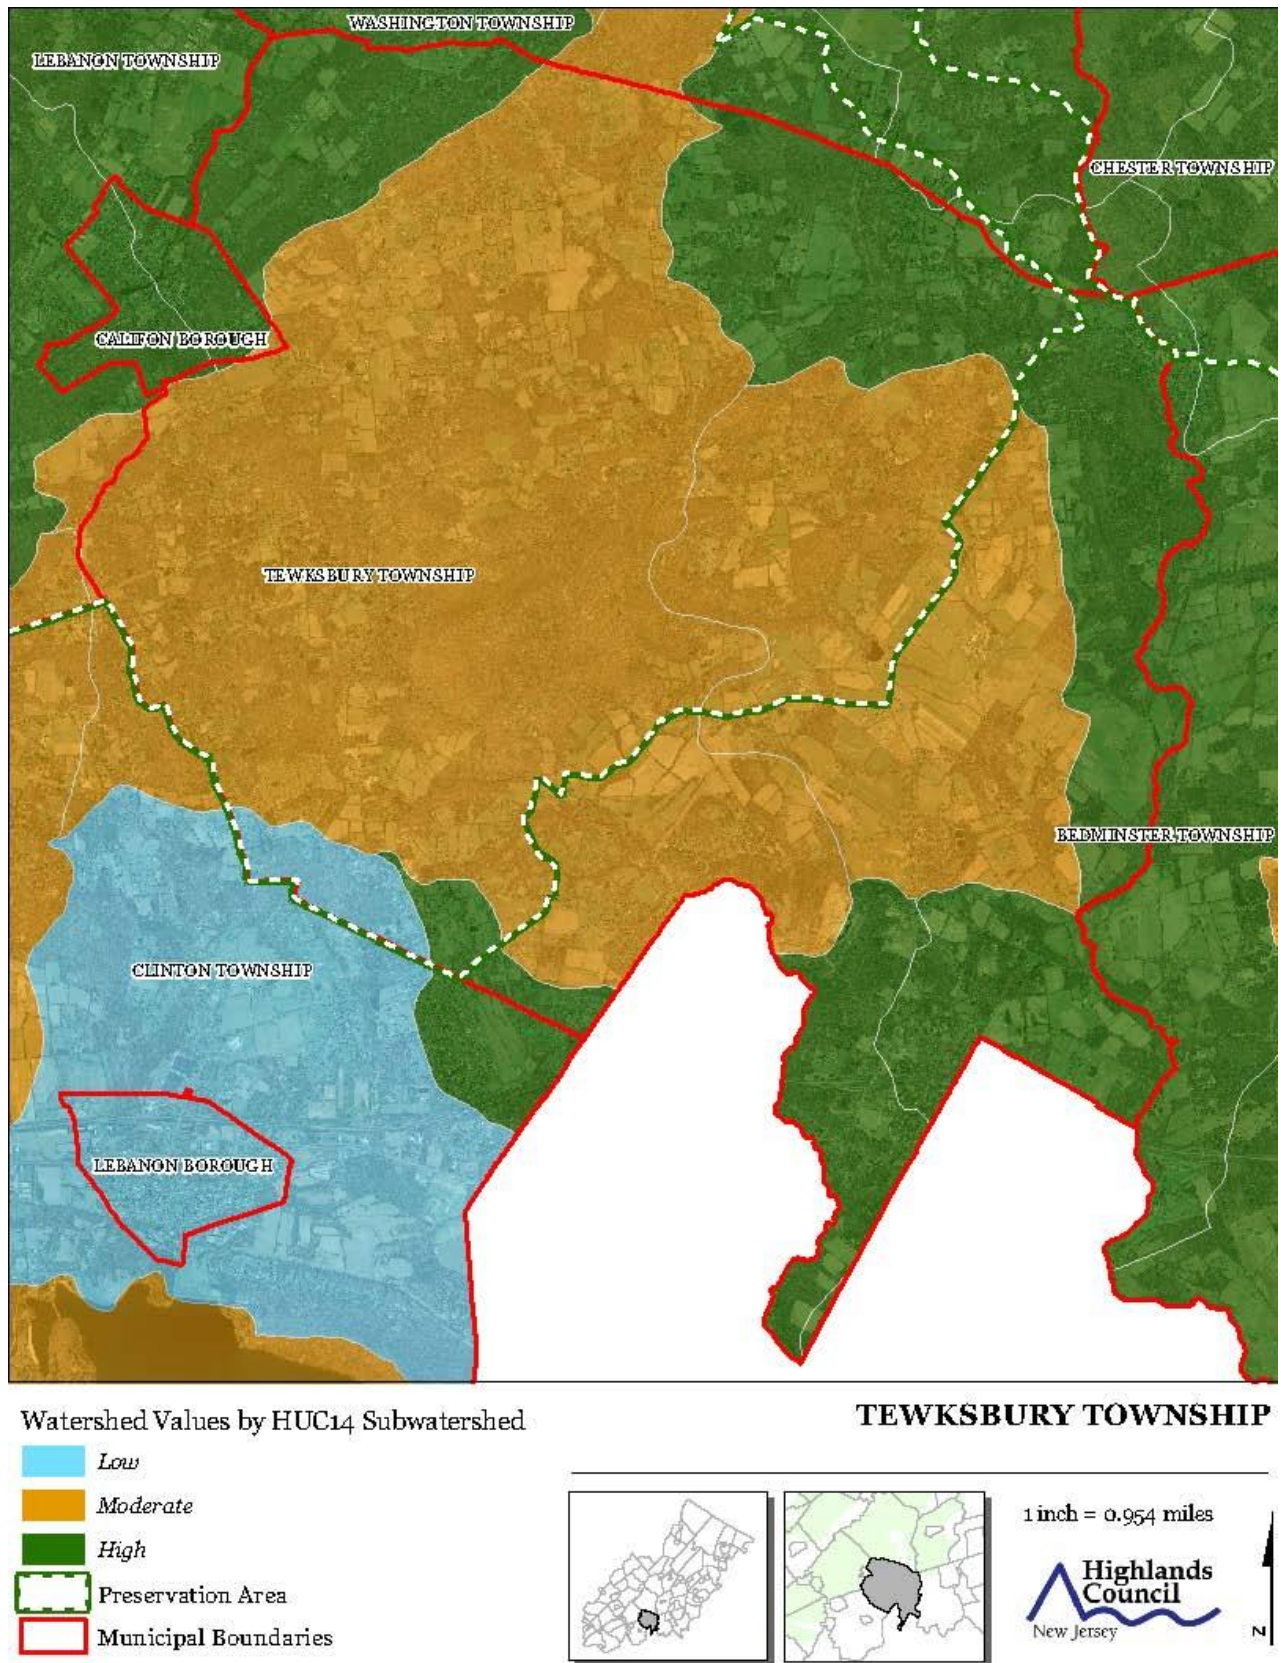 WASHINGTON TOWNSHIP
LEBANON TOWNSHIP
CHESTER TOWNSHIP
CALIFON BOROUGH
TEWKSBURY TOWNSHIP
BEDMINSTER TOWNSHIP
CLINTON TOWNSHIP
LEBANON BOROUGH
Watershed Values by HUC14 Subwatershed
Low
Moderate
High
Preservation Area
Municipal Boundaries
TEWKSBURY TOWNSHIP
1 inch = 0.954 miles
Highlands
Council
New Jersey
N